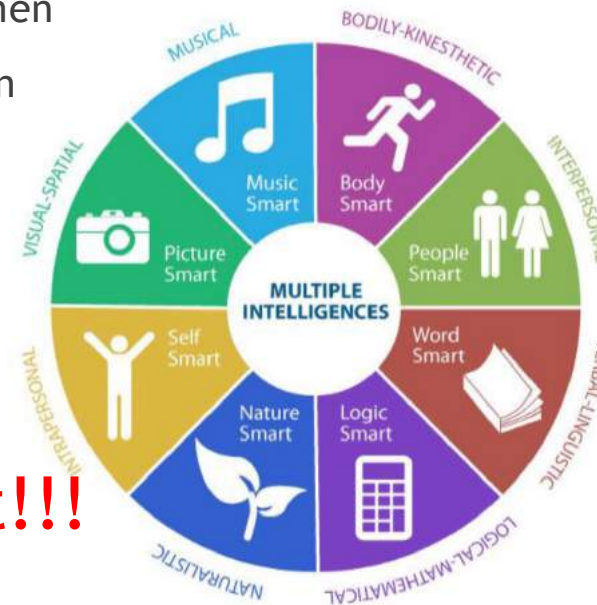 MUSICAL
BODILY-KINESTHETIC
INTERPERSONAL
VISUAL-SPATIAL
Music
Smart
Body
Smart
Picture
Smart
People
Smart
MULTIPLE
INTELLIGENCES
Self
Smart
Word
Smart
Nature
Smart
Logic
Smart
INTRAPERSONAL
NATURALISTIC
LOGICAL-MATHEMATICAL
!!!